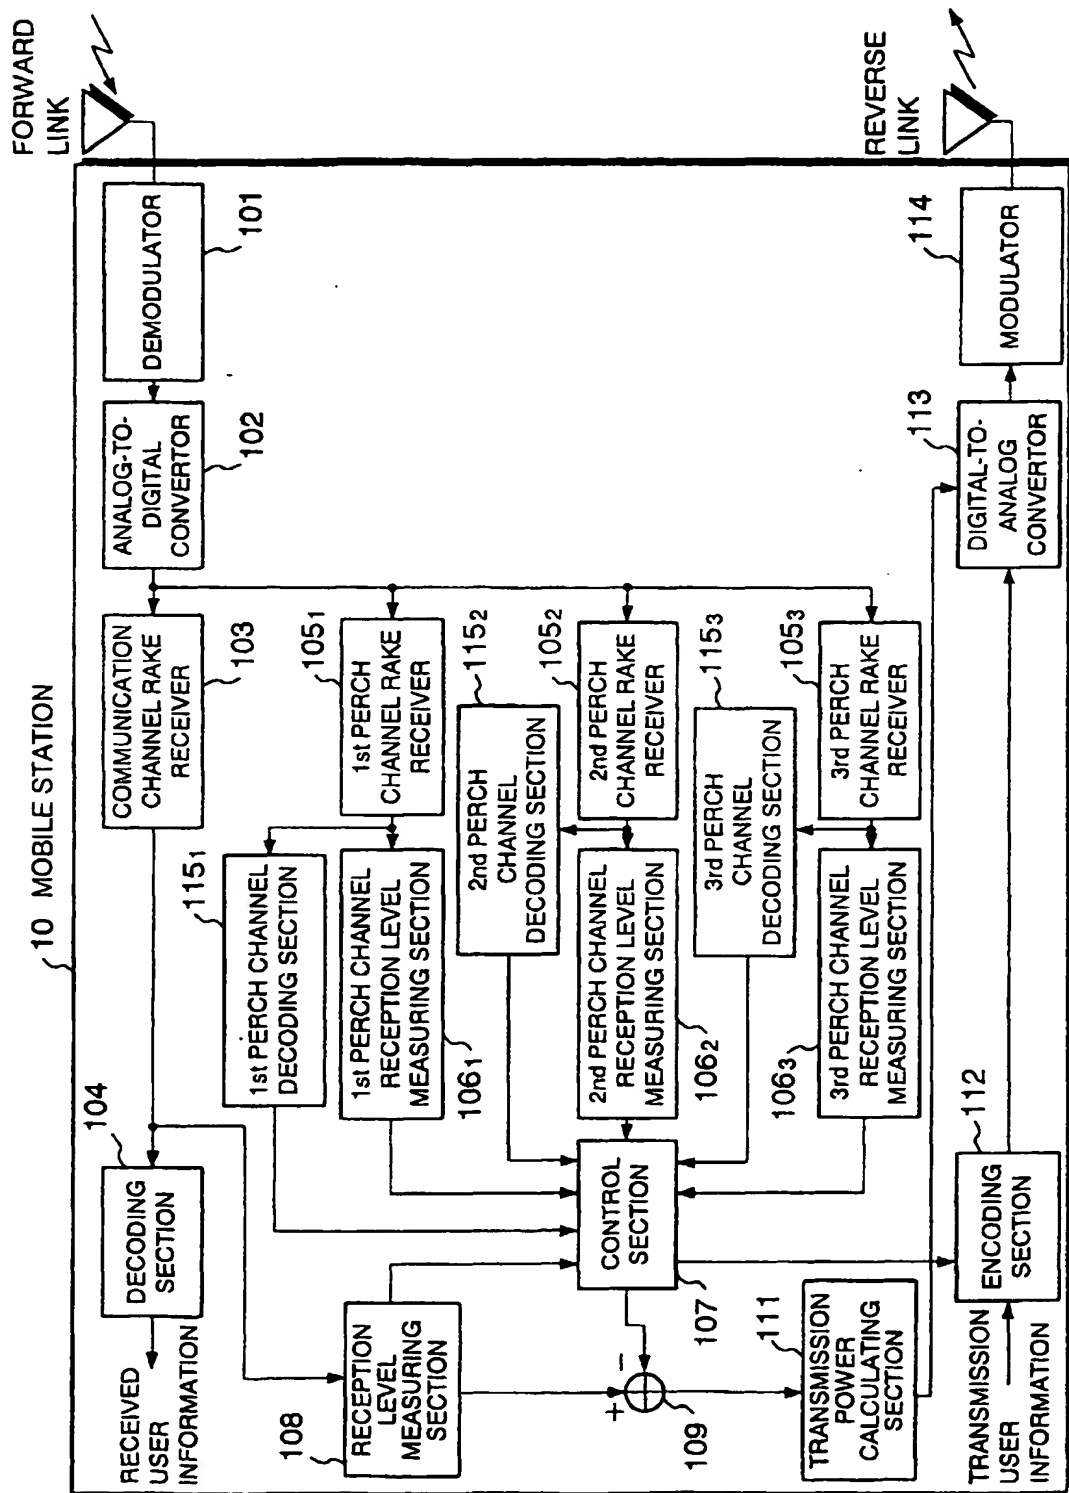 10 MOBILE STATION
FORWARD
LINK
DEMODULATOR
101
ANALOG-TO-
DIGITAL
CONVERTOR
102
COMMUNICATION
CHANNEL RAKE
RECEIVER
103
104
DECODING
SECTION
RECEIVED
USER
INFORMATION
1151
1st PERCH CHANNEL
DECODING SECTION
1051
1st PERCH
CHANNEL RAKE
RECEIVER
1st PERCH CHANNEL
RECEPTION LEVEL
MEASURING SECTION
1061
1152
2nd PERCH
CHANNEL
DECODING SECTION
1052
2nd PERCH
CHANNEL RAKE
RECEIVER
2nd PERCH CHANNEL
RECEPTION LEVEL
MEASURING SECTION
1062
1153
3rd PERCH
CHANNEL
DECODING SECTION
1053
3rd PERCH
CHANNEL RAKE
RECEIVER
3rd PERCH CHANNEL
RECEPTION LEVEL
MEASURING SECTION
1063
CONTROL
SECTION
107
RECEPTION
LEVEL
MEASURING
SECTION
108
+
−
109
111
TRANSMISSION
POWER
CALCULATING
SECTION
112
ENCODING
SECTION
TRANSMISSION
USER
INFORMATION
113
DIGITAL-TO-
ANALOG
CONVERTOR
114
MODULATOR
REVERSE
LINK